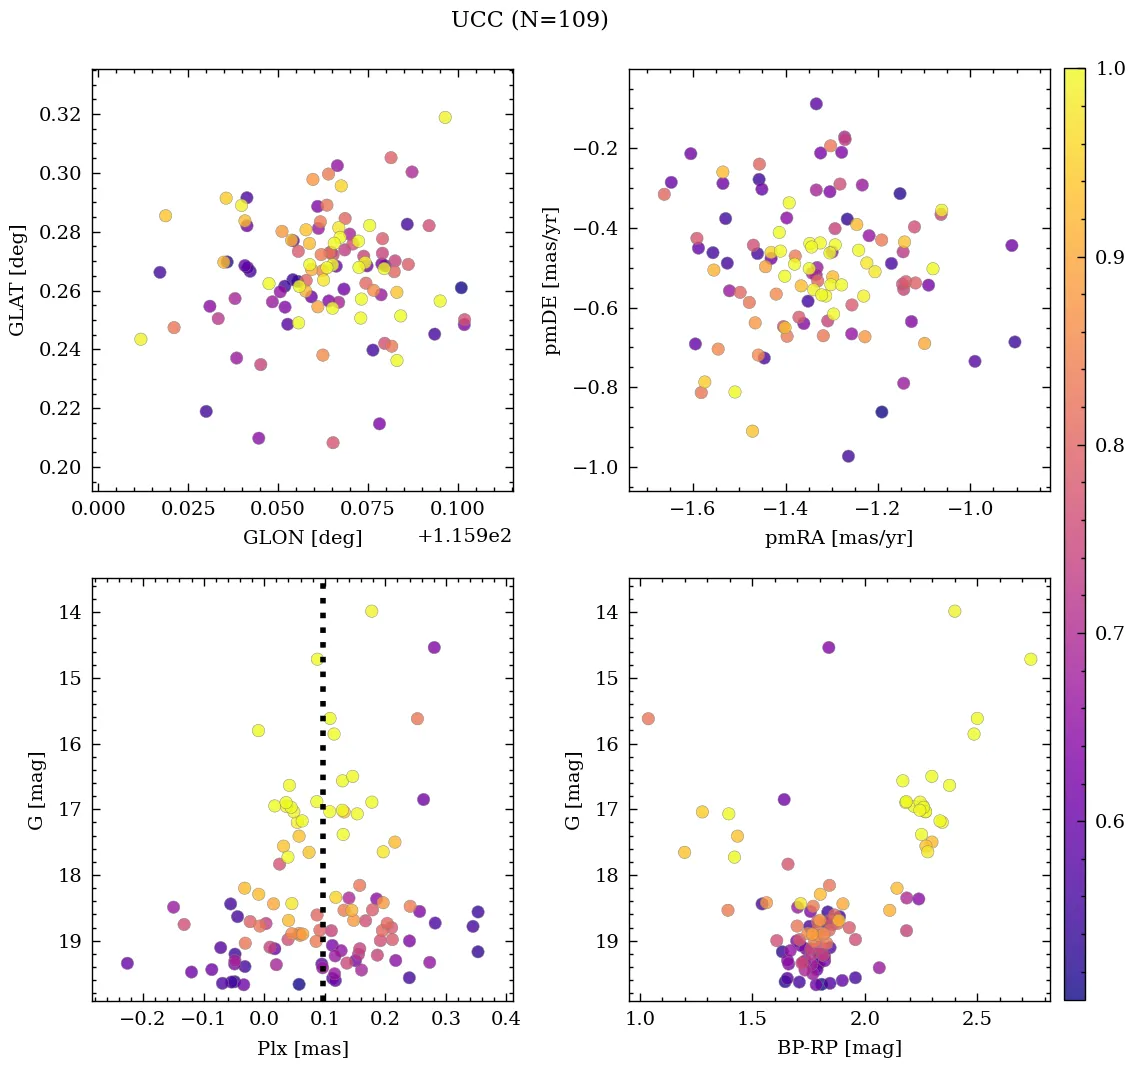 UCC (N=109)
0.32
0.30
0.28
0.26
0.24
0.22
0.20
GLAT [deg]
0.000 0.025 0.050 0.075 0.100
GLON [deg]
+1.159e2
−0.2
−0.4
−0.6
−0.8
−1.0
pmDE [mas/yr]
−1.6 −1.4 −1.2 −1.0
pmRA [mas/yr]
1.0
0.9
0.8
0.7
0.6
14
15
16
17
18
19
G [mag]
−0.2 −0.1 0.0 0.1 0.2 0.3 0.4
Plx [mas]
14
15
16
17
18
19
G [mag]
1.0 1.5 2.0 2.5
BP-RP [mag]